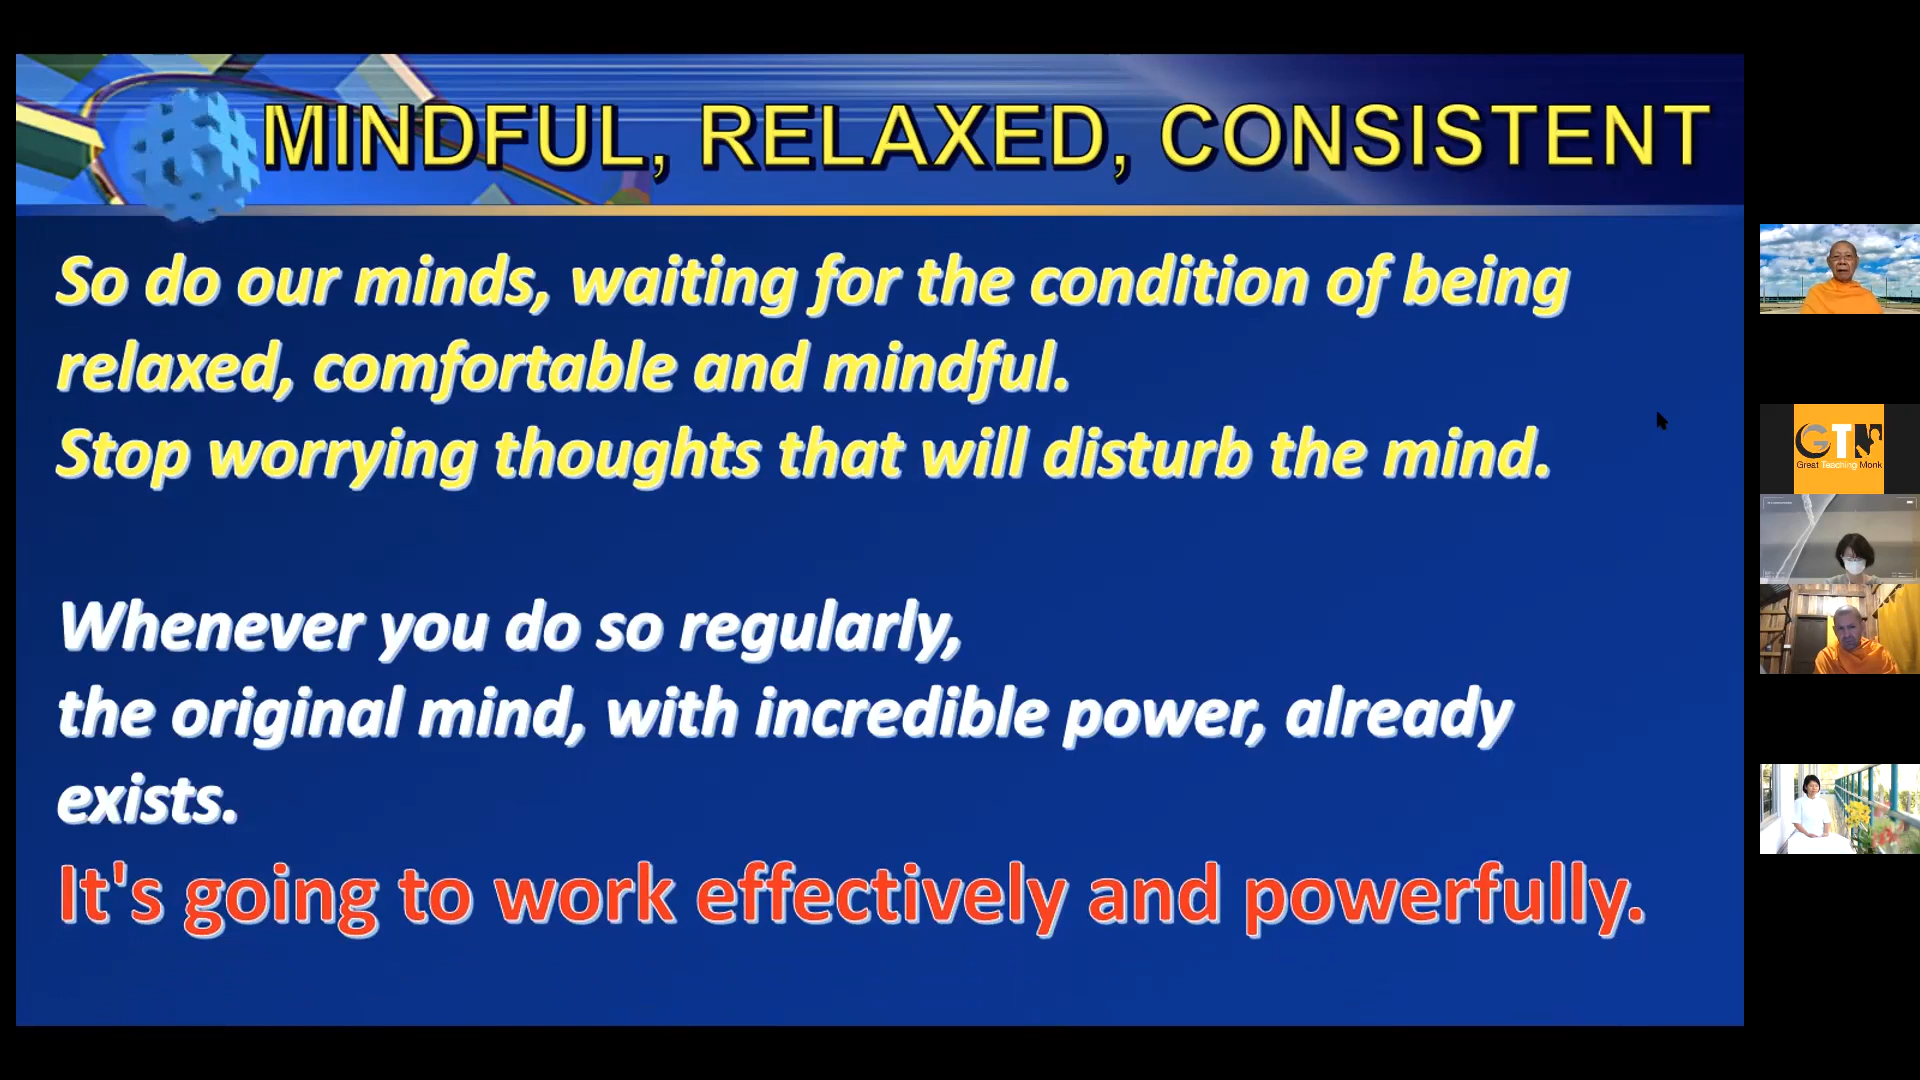 MINDFUL, RELAXED, CONSISTENT
So do our minds, waiting for the condition of being
relaxed, comfortable and mindful.
Stop worrying thoughts that will disturb the mind.
Whenever you do so regularly,
the original mind, with incredible power, already
exists.
It's going to work effectively and powerfully.
GTM
Great Teaching Monk